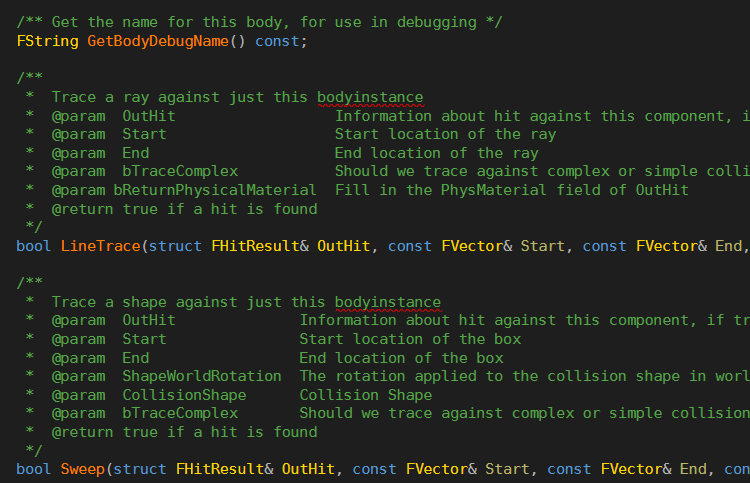 /** Get the name for this body, for use in debugging */
FString GetBodyDebugName() const;
/**
 *  Trace a ray against just this bodyinstance
 *  @param  OutHit                  Information about hit against this component, i
 *  @param  Start                   Start location of the ray
 *  @param  End                     End location of the ray
 *  @param  bTraceComplex           Should we trace against complex or simple colli
 *  @param bReturnPhysicalMaterial  Fill in the PhysMaterial field of OutHit
 *  @return true if a hit is found
 */
bool LineTrace(struct FHitResult& OutHit, const FVector& Start, const FVector& End,
/**
 *  Trace a shape against just this bodyinstance
 *  @param  OutHit              Information about hit against this component, if tr
 *  @param  Start               Start location of the box
 *  @param  End                 End location of the box
 *  @param  ShapeWorldRotation  The rotation applied to the collision shape in worl
 *  @param  CollisionShape      Collision Shape
 *  @param  bTraceComplex       Should we trace against complex or simple collision
 *  @return true if a hit is found
 */
bool Sweep(struct FHitResult& OutHit, const FVector& Start, const FVector& End, con